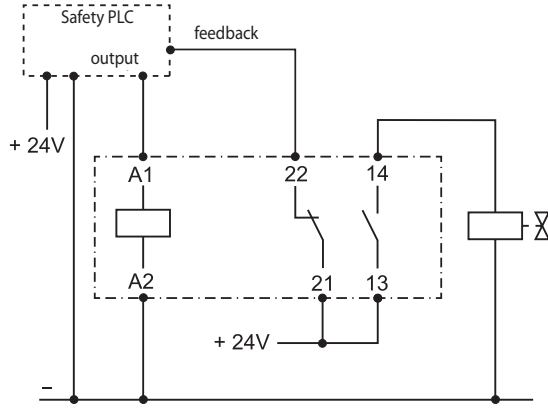 Safety PLC
feedback
output
+ 24V
A1
22
14
A2
21
13
+ 24V
–